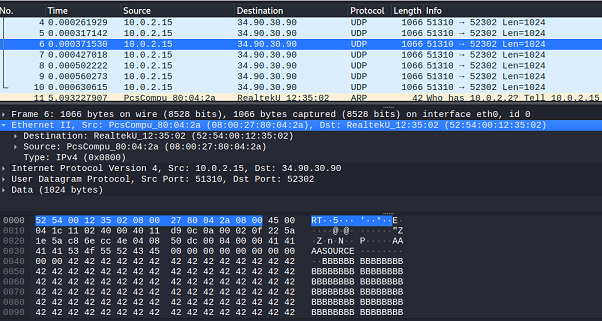 No. Time Source Destination Protocol Length Info
4 0.000261929 10.0.2.15 34.90.30.90 UDP 1066 51310 → 52302 Len=1024
5 0.000317142 10.0.2.15 34.90.30.90 UDP 1066 51310 → 52302 Len=1024
6 0.000371530 10.0.2.15 34.90.30.90 UDP 1066 51310 → 52302 Len=1024
7 0.000427018 10.0.2.15 34.90.30.90 UDP 1066 51310 → 52302 Len=1024
8 0.000502222 10.0.2.15 34.90.30.90 UDP 1066 51310 → 52302 Len=1024
9 0.000560273 10.0.2.15 34.90.30.90 UDP 1066 51310 → 52302 Len=1024
10 0.000630615 10.0.2.15 34.90.30.90 UDP 1066 51310 → 52302 Len=1024
11 5.093227907 PcsCompu_80:04:2a RealtekU_12:35:02 ARP 42 Who has 10.0.2.2? Tell 10.0.2.15
Frame 6: 1066 bytes on wire (8528 bits), 1066 bytes captured (8528 bits) on interface eth0, id 0
Ethernet II, Src: PcsCompu_80:04:2a (08:00:27:80:04:2a), Dst: RealtekU_12:35:02 (52:54:00:12:35:02)
Destination: RealtekU_12:35:02 (52:54:00:12:35:02)
Source: PcsCompu_80:04:2a (08:00:27:80:04:2a)
Type: IPv4 (0x0800)
Internet Protocol Version 4, Src: 10.0.2.15, Dst: 34.90.30.90
User Datagram Protocol, Src Port: 51310, Dst Port: 52302
Data (1024 bytes)
0000 52 54 00 12 35 02 08 00 27 80 04 2a 08 00 45 00 RT··5··· '··*··E·
0010 04 1c 11 02 40 00 40 11 d9 0c 0a 00 02 0f 22 5a ····@·@· ······"Z
0020 1e 5a c8 6e cc 4e 04 08 50 dc 00 04 00 00 41 41 ·Z·n·N·· P·····AA
0030 41 41 53 4f 55 52 43 45 00 00 00 00 00 00 00 00 AASOURCE ········
0040 00 00 42 42 42 42 42 42 42 42 42 42 42 42 42 42 ··BBBBBB BBBBBBBB
0050 42 42 42 42 42 42 42 42 42 42 42 42 42 42 42 42 BBBBBBBB BBBBBBBB
0060 42 42 42 42 42 42 42 42 42 42 42 42 42 42 42 42 BBBBBBBB BBBBBBBB
0070 42 42 42 42 42 42 42 42 42 42 42 42 42 42 42 42 BBBBBBBB BBBBBBBB
0080 42 42 42 42 42 42 42 42 42 42 42 42 42 42 42 42 BBBBBBBB BBBBBBBB
0090 42 42 42 42 42 42 42 42 42 42 42 42 42 42 42 42 BBBBBBBB BBBBBBBB